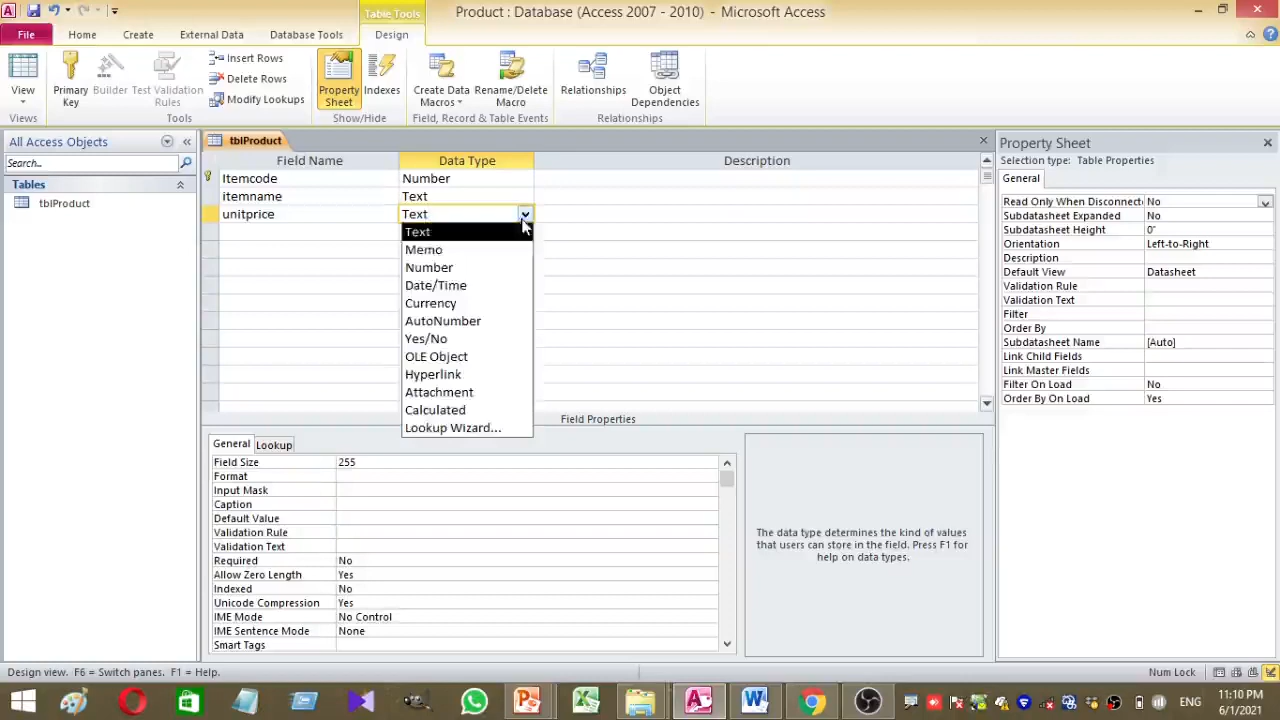 Table Tools
Product : Database (Access 2007 - 2010) - Microsoft Access
File
Home
Create
External Data
Database Tools
Design
View
Primary Key
Builder
Test Validation Rules
Insert Rows
Delete Rows
Modify Lookups
Property Sheet
Indexes
Create Data Macros
Rename/Delete Macro
Relationships
Object Dependencies
Views
Tools
Show/Hide
Field, Record & Table Events
Relationships
All Access Objects
Search...
Tables
tblProduct
tblProduct
Field Name
Data Type
Description
Itemcode
Number
itemname
Text
unitprice
Text
Text
Memo
Number
Date/Time
Currency
AutoNumber
Yes/No
OLE Object
Hyperlink
Attachment
Calculated
Lookup Wizard...
Field Properties
General
Lookup
Field Size
255
Format
Input Mask
Caption
Default Value
Validation Rule
Validation Text
Required
No
Allow Zero Length
Yes
Indexed
No
Unicode Compression
Yes
IME Mode
No Control
IME Sentence Mode
None
Smart Tags
The data type determines the kind of values
that users can store in the field. Press F1 for
help on data types.
Property Sheet
Selection type: Table Properties
General
Read Only When Disconnecte
No
Subdatasheet Expanded
No
Subdatasheet Height
0"
Orientation
Left-to-Right
Description
Default View
Datasheet
Validation Rule
Validation Text
Filter
Order By
Subdatasheet Name
[Auto]
Link Child Fields
Link Master Fields
Filter On Load
No
Order By On Load
Yes
Design view. F6 = Switch panes. F1 = Help.
Num Lock
ENG
11:10 PM
6/1/2021